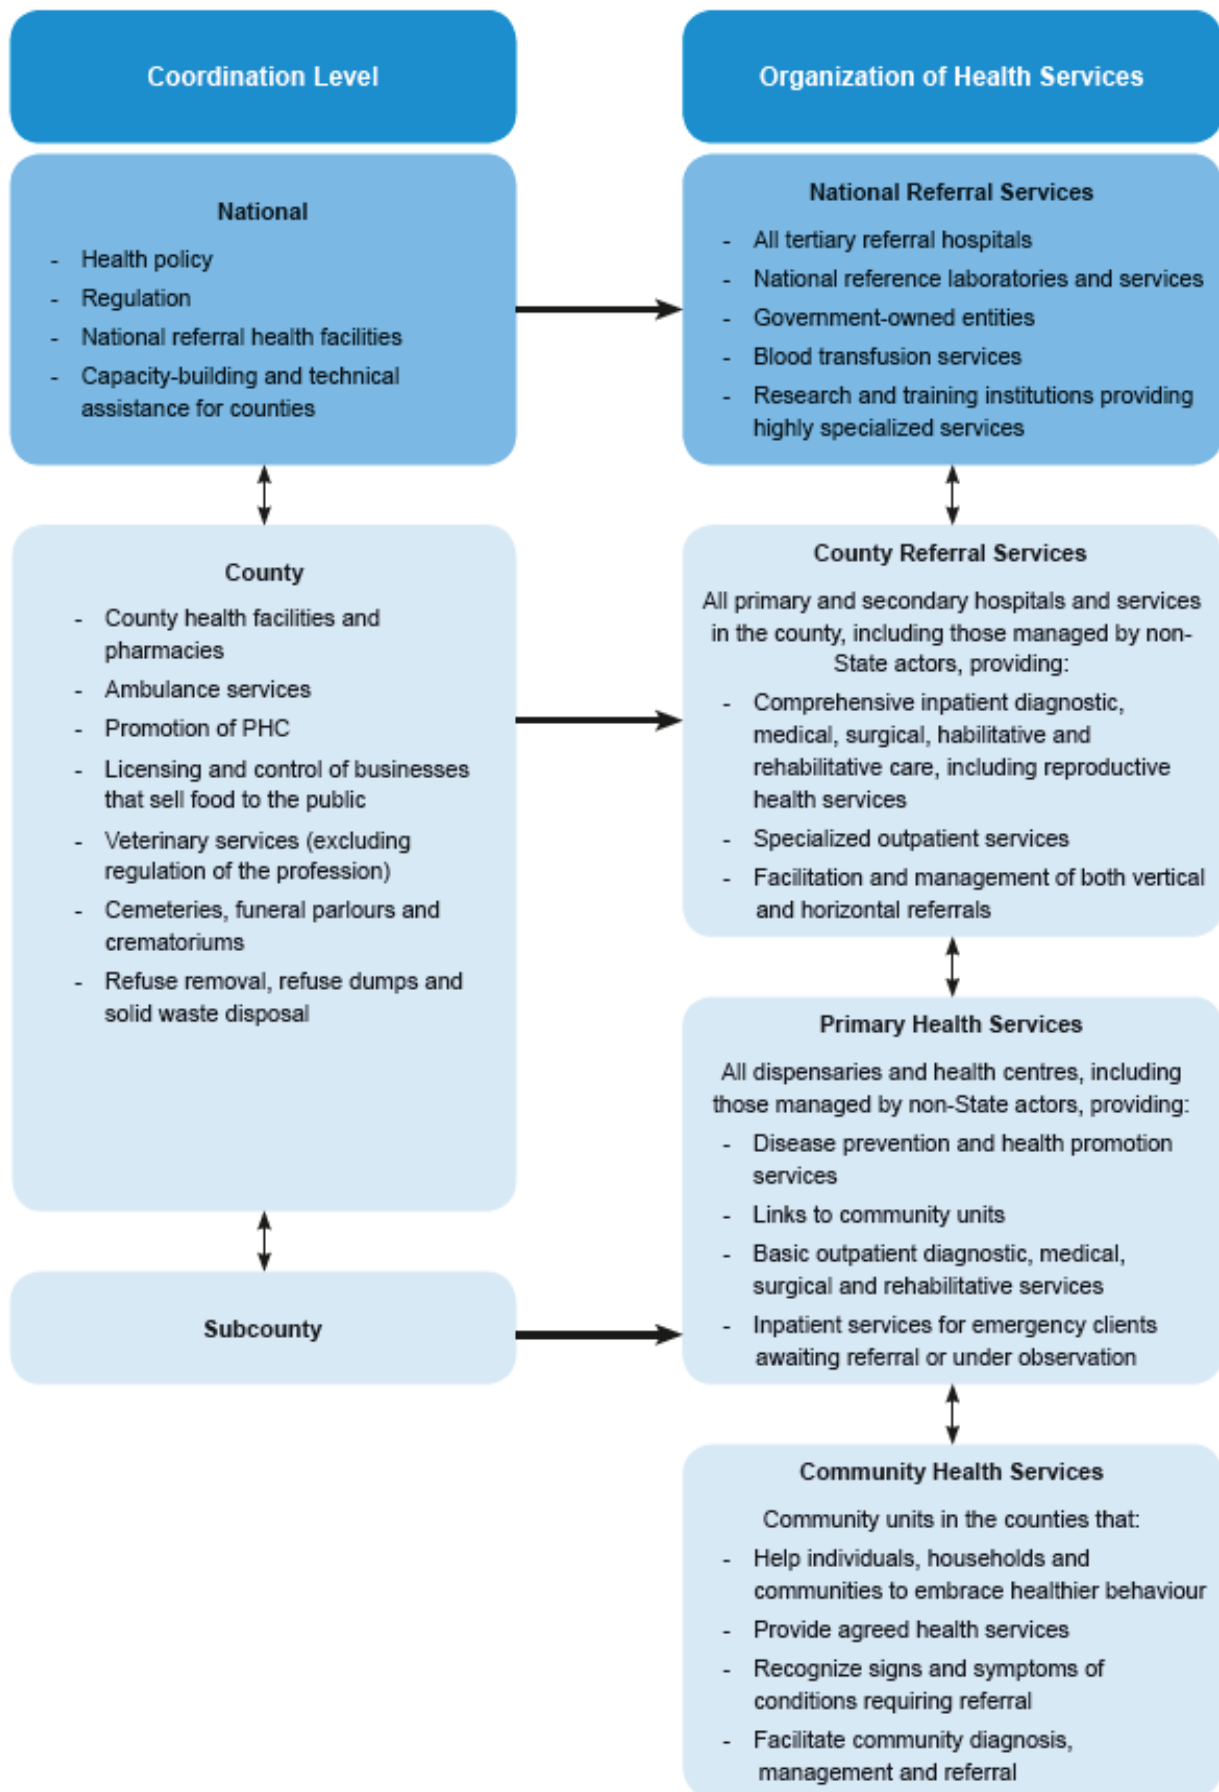 Coordination Level
National
- Health policy
- Regulation
- National referral health facilities
- Capacity-building and technical
assistance for counties
County
- County health facilities and
pharmacies
- Ambulance services
- Promotion of PHC
- Licensing and control of businesses
that sell food to the public
- Veterinary services (excluding
regulation of the profession)
- Cemeteries, funeral parlours and
crematoriums
- Refuse removal, refuse dumps and
solid waste disposal
Subcounty
Organization of Health Services
National Referral Services
- All tertiary referral hospitals
- National reference laboratories and services
- Government-owned entities
- Blood transfusion services
- Research and training institutions providing
highly specialized services
County Referral Services
All primary and secondary hospitals and services
in the county, including those managed by non-
State actors, providing:
- Comprehensive inpatient diagnostic,
medical, surgical, habilitative and
rehabilitative care, including reproductive
health services
- Specialized outpatient services
- Facilitation and management of both vertical
and horizontal referrals
Primary Health Services
All dispensaries and health centres, including
those managed by non-State actors, providing:
- Disease prevention and health promotion
services
- Links to community units
- Basic outpatient diagnostic, medical,
surgical and rehabilitative services
- Inpatient services for emergency clients
awaiting referral or under observation
Community Health Services
Community units in the counties that:
- Help individuals, households and
communities to embrace healthier behaviour
- Provide agreed health services
- Recognize signs and symptoms of
conditions requiring referral
- Facilitate community diagnosis,
management and referral